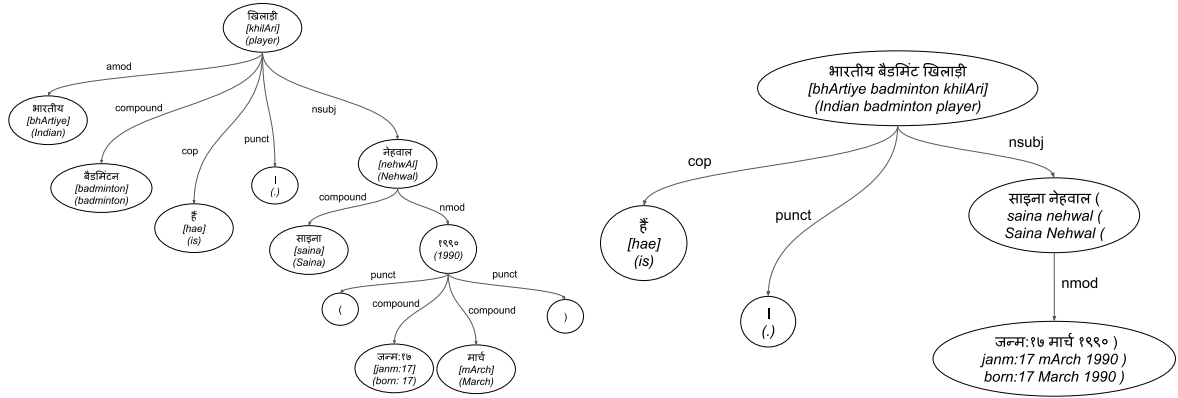 खिलाड़ी
[khilAri]
(player)
amod
compound
cop
punct
nsubj
भारतीय
[bhArtiye]
(Indian)
बैडमिंटन
[badminton]
(badminton)
हैं
[hae]
(is)
।
(.)
नेहवाल
[nehwAl]
(Nehwal)
compound
nmod
साइना
[saina]
(Saina)
१९९०
(1990)
punct
compound
compound
punct
(
जन्म:१७
[janm:17]
(born: 17)
मार्च
[mArch]
(March)
)
भारतीय बैडमिंट खिलाड़ी
[bhArtiye badminton khilAri]
(Indian badminton player)
cop
punct
nsubj
हैं
[hae]
(is)
।
(.)
साइना नेहवाल (
saina nehwal (
Saina Nehwal (
nmod
जन्म:१७ मार्च १९९० )
janm:17 mArch 1990 )
born:17 March 1990 )